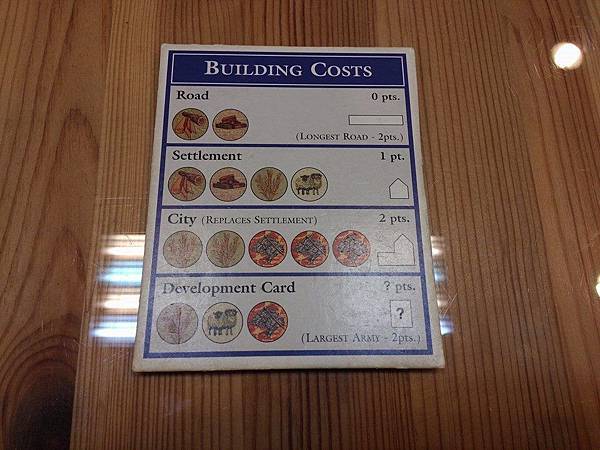 BUILDING COSTS
Road 0 pts.
(LONGEST ROAD - 2pts.)
Settlement 1 pt.
City (REPLACES SETTLEMENT) 2 pts.
Development Card ? pts.
?
(LARGEST ARMY - 2pts.)